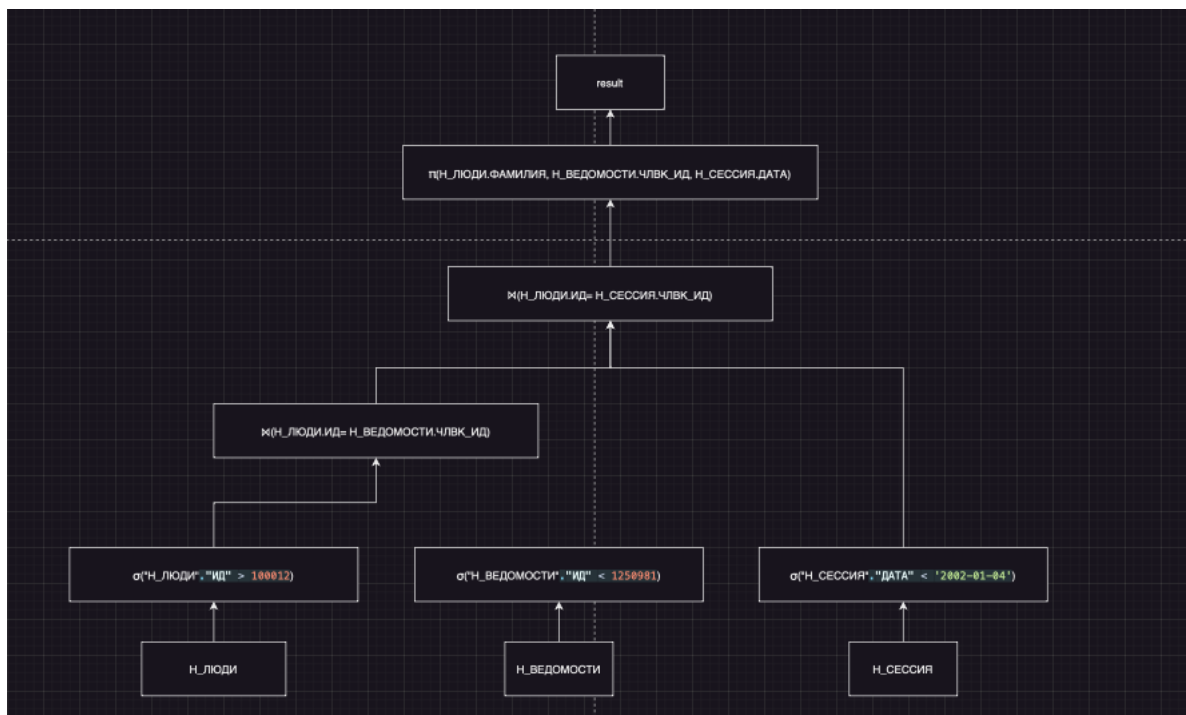 result
π(Н_ЛЮДИ.ФАМИЛИЯ, Н_ВЕДОМОСТИ.ЧЛВК_ИД, Н_СЕССИЯ.ДАТА)
⋈(Н_ЛЮДИ.ИД= Н_СЕССИЯ.ЧЛВК_ИД)
⋈(Н_ЛЮДИ.ИД= Н_ВЕДОМОСТИ.ЧЛВК_ИД)
σ("Н_ЛЮДИ"."ИД" > 100012)
σ("Н_ВЕДОМОСТИ"."ИД" < 1250981)
σ("Н_СЕССИЯ"."ДАТА" < '2002-01-04')
Н_ЛЮДИ
Н_ВЕДОМОСТИ
Н_СЕССИЯ